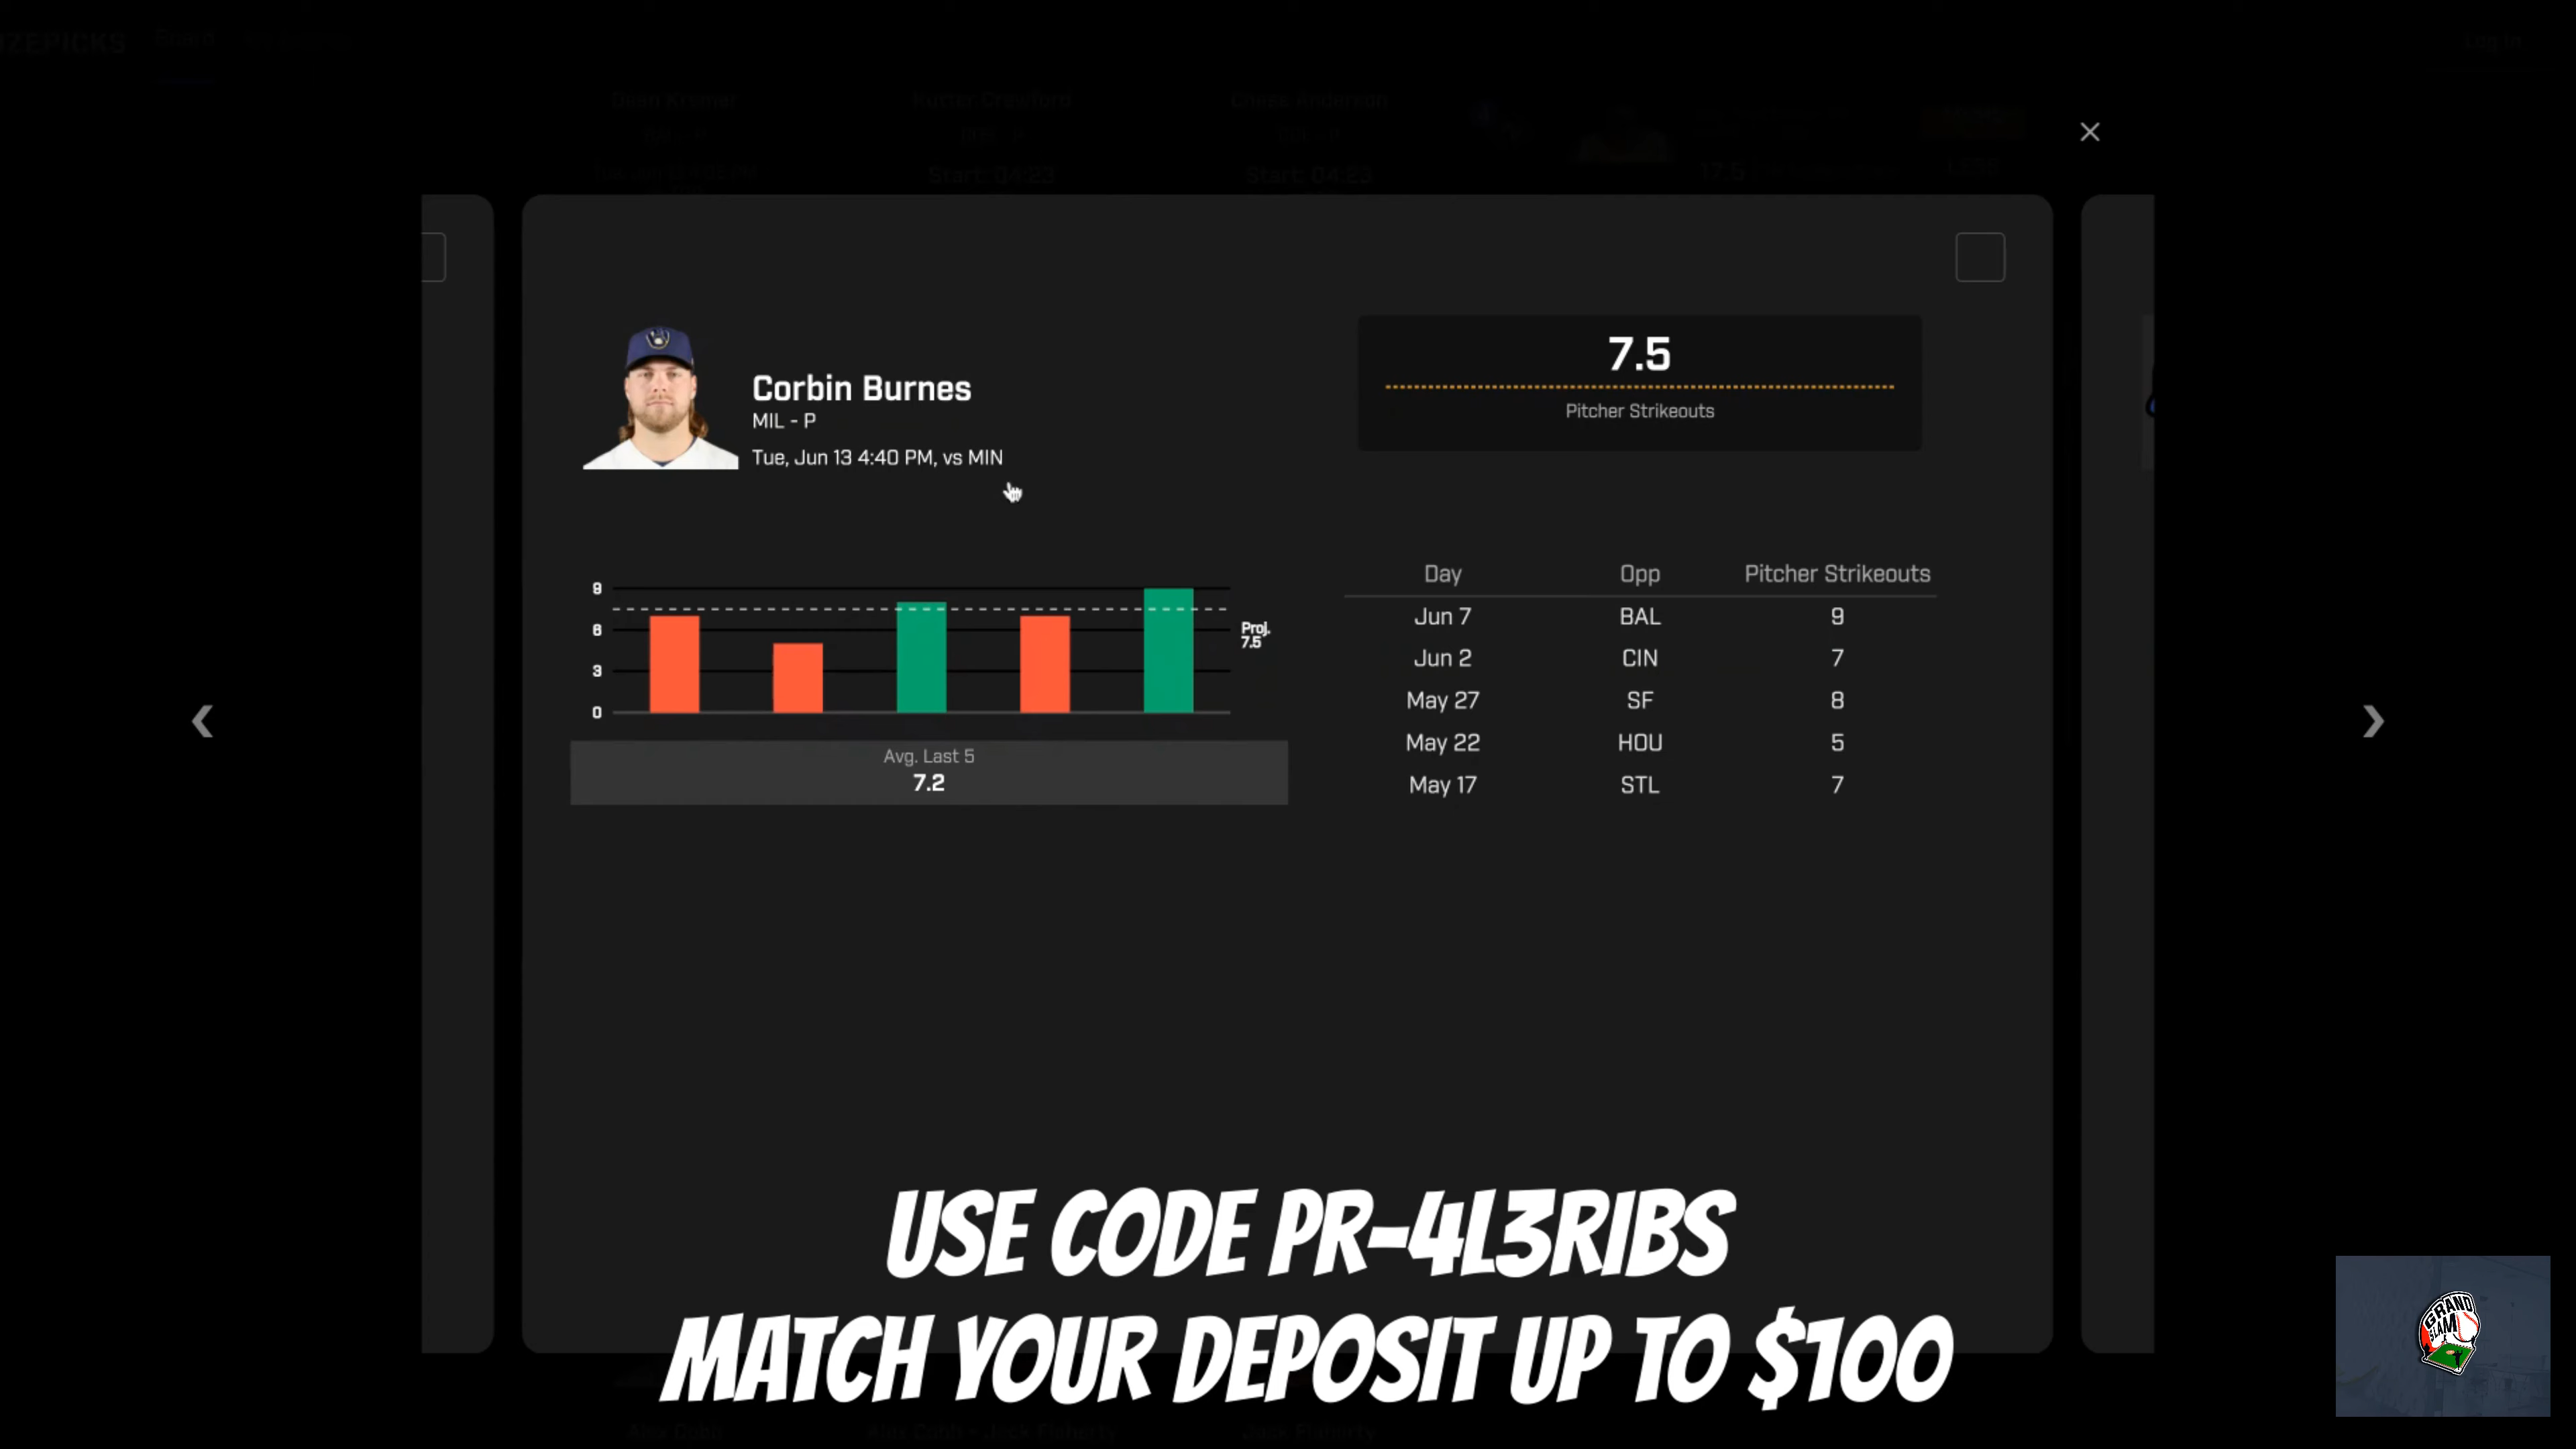 Corbin Burnes
MIL - P
Tue, Jun 13 4:40 PM, vs MIN
7.5
Pitcher Strikeouts
9
6
3
0
Proj.
7.5
Avg. Last 5
7.2
Day Opp Pitcher Strikeouts
Jun 7 BAL 9
Jun 2 CIN 7
May 27 SF 8
May 22 HOU 5
May 17 STL 7
USE CODE PR-4L3RIBS
MATCH YOUR DEPOSIT UP TO $100
GRAND
SLAM